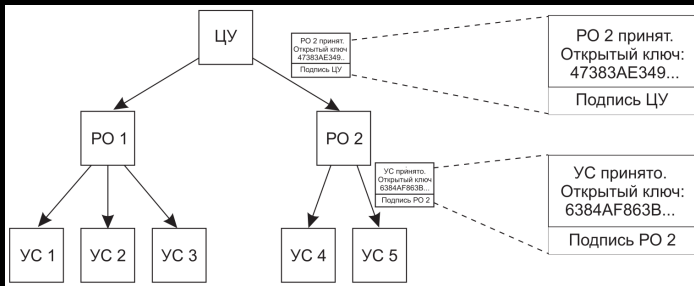 ЦУ
РО 2 принят.
Открытый ключ
47383AE349..
Подпись ЦУ
РО 2 принят.
Открытый ключ:
47383AE349...
Подпись ЦУ
РО 1
РО 2
УС принято.
Открытый ключ
6384AF863B...
Подпись РО 2
УС принято.
Открытый ключ:
6384AF863B...
Подпись РО 2
УС 1
УС 2
УС 3
УС 4
УС 5